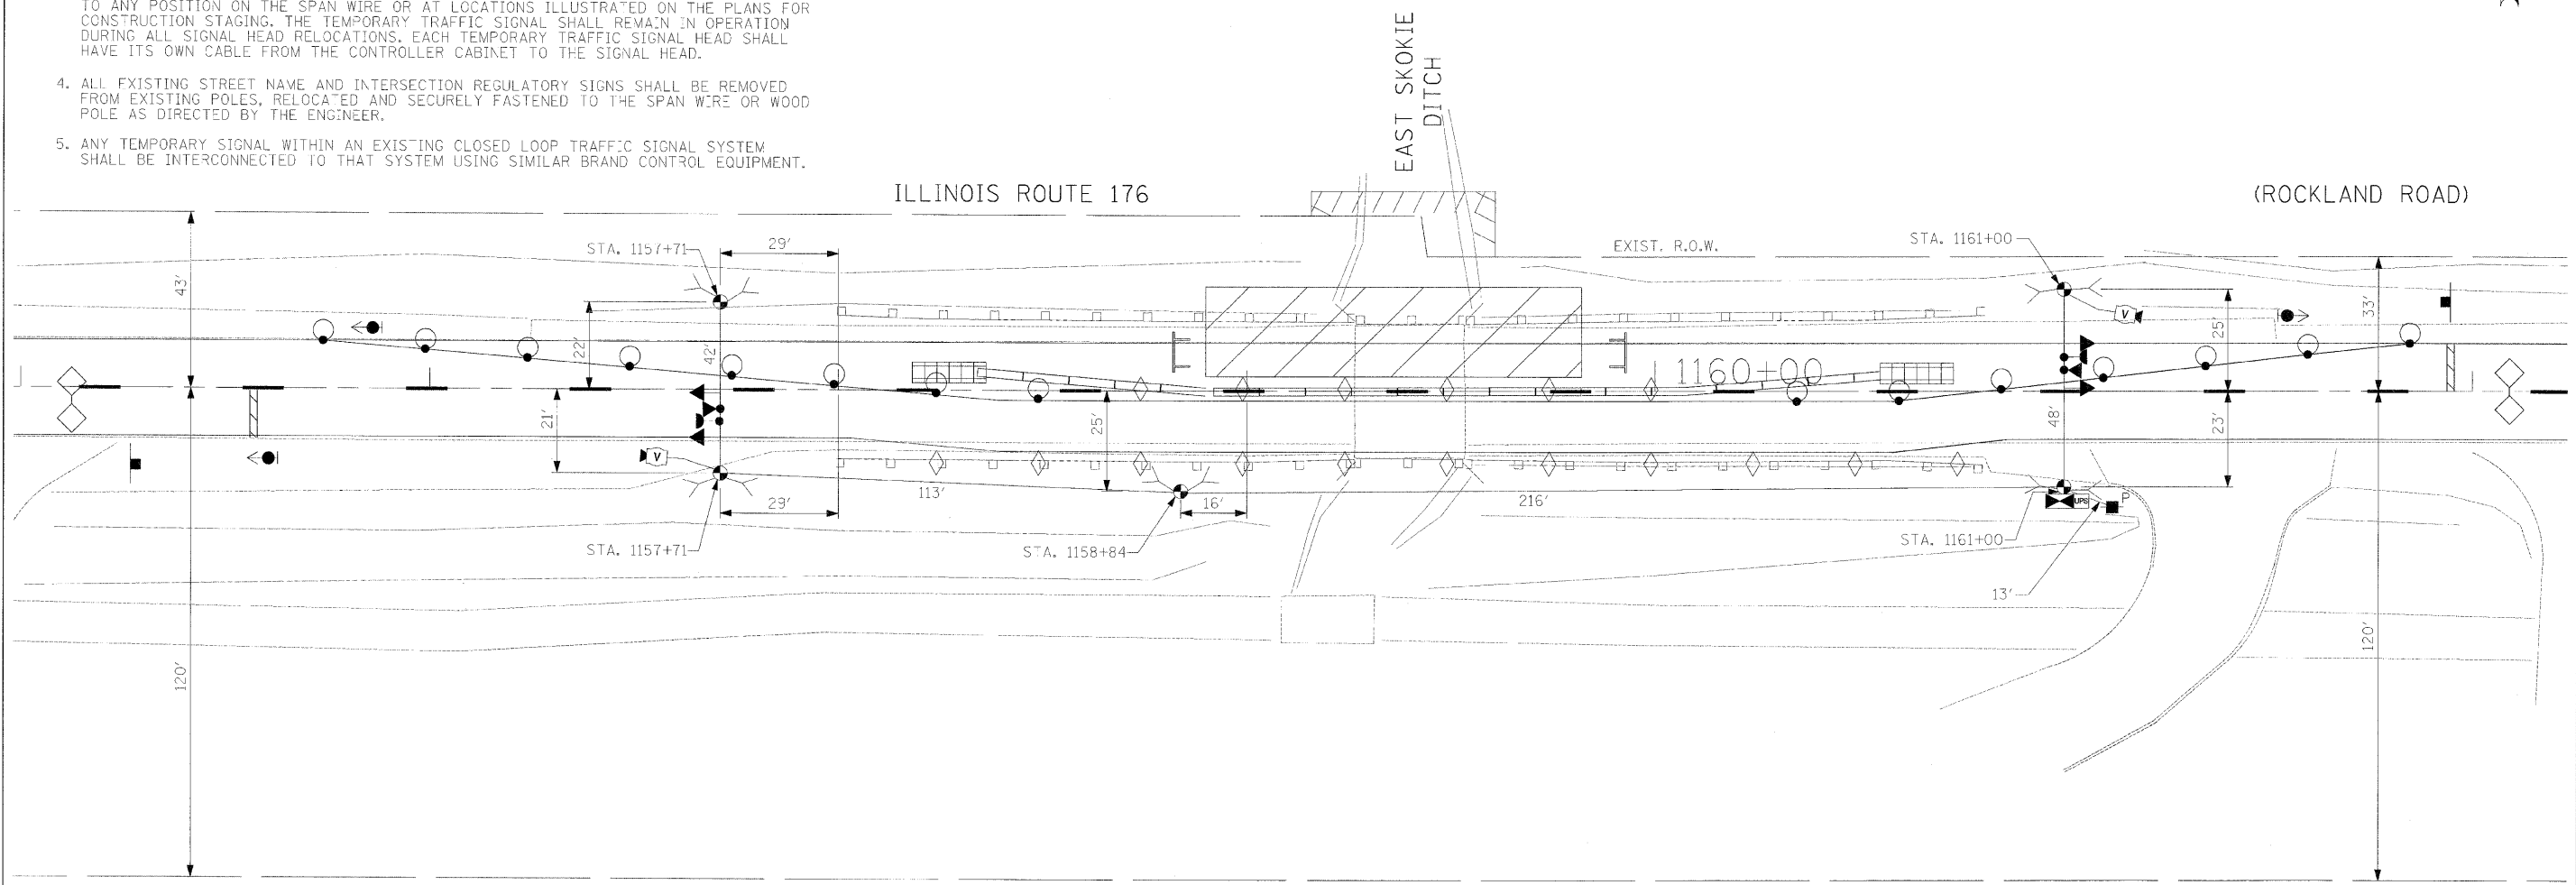 TO ANY POSITION ON THE SPAN WIRE OR AT LOCATIONS ILLUSTRATED ON THE PLANS FOR
CONSTRUCTION STAGING. THE TEMPORARY TRAFFIC SIGNAL SHALL REMAIN IN OPERATION
DURING ALL SIGNAL HEAD RELOCATIONS. EACH TEMPORARY TRAFFIC SIGNAL HEAD SHALL
HAVE ITS OWN CABLE FROM THE CONTROLLER CABINET TO THE SIGNAL HEAD.
4. ALL EXISTING STREET NAME AND INTERSECTION REGULATORY SIGNS SHALL BE REMOVED
FROM EXISTING POLES, RELOCATED AND SECURELY FASTENED TO THE SPAN WIRE OR WOOD
POLE AS DIRECTED BY THE ENGINEER.
5. ANY TEMPORARY SIGNAL WITHIN AN EXISTING CLOSED LOOP TRAFFIC SIGNAL SYSTEM
SHALL BE INTERCONNECTED TO THAT SYSTEM USING SIMILAR BRAND CONTROL EQUIPMENT.
EAST SKOKIE
DITCH
ILLINOIS ROUTE 176
(ROCKLAND ROAD)
STA. 1157+71
29'
EXIST. R.O.W.
STA. 1161+00
43'
22'
42'
V
25'
33'
1160+00
21'
25'
48'
23'
V
113'
29'
16'
216'
UPS
P
STA. 1157+71
STA. 1158+84
STA. 1161+00
13'
120'
120'